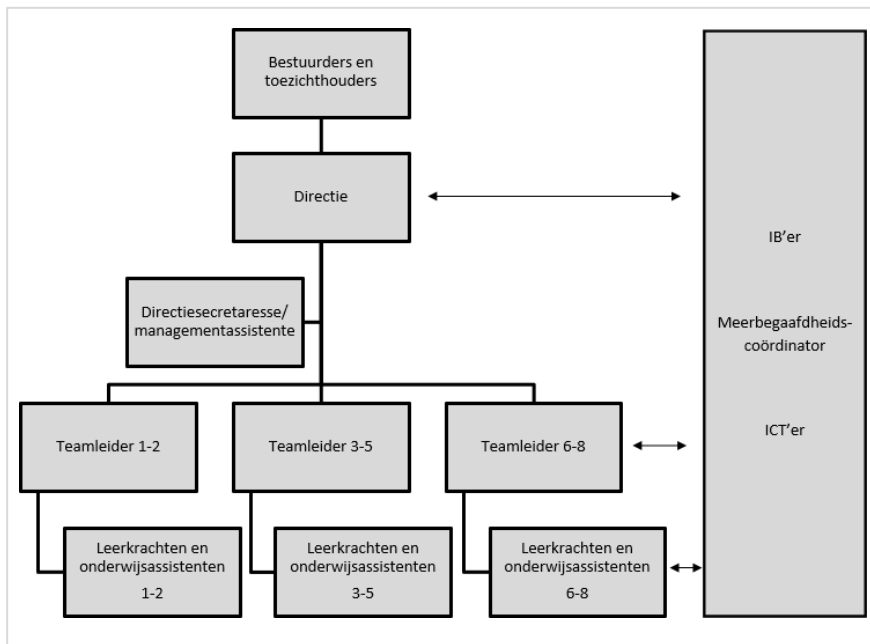 Bestuurders en
toezichthouders
Directie
IB'er
Directiesecretaresse/
managementassistente
Meerbegaafdheids-
coördinator
Teamleider 1-2
Teamleider 3-5
Teamleider 6-8
ICT'er
Leerkrachten en
onderwijsassistenten
1-2
Leerkrachten en
onderwijsassistenten
3-5
Leerkrachten en
onderwijsassistenten
6-8